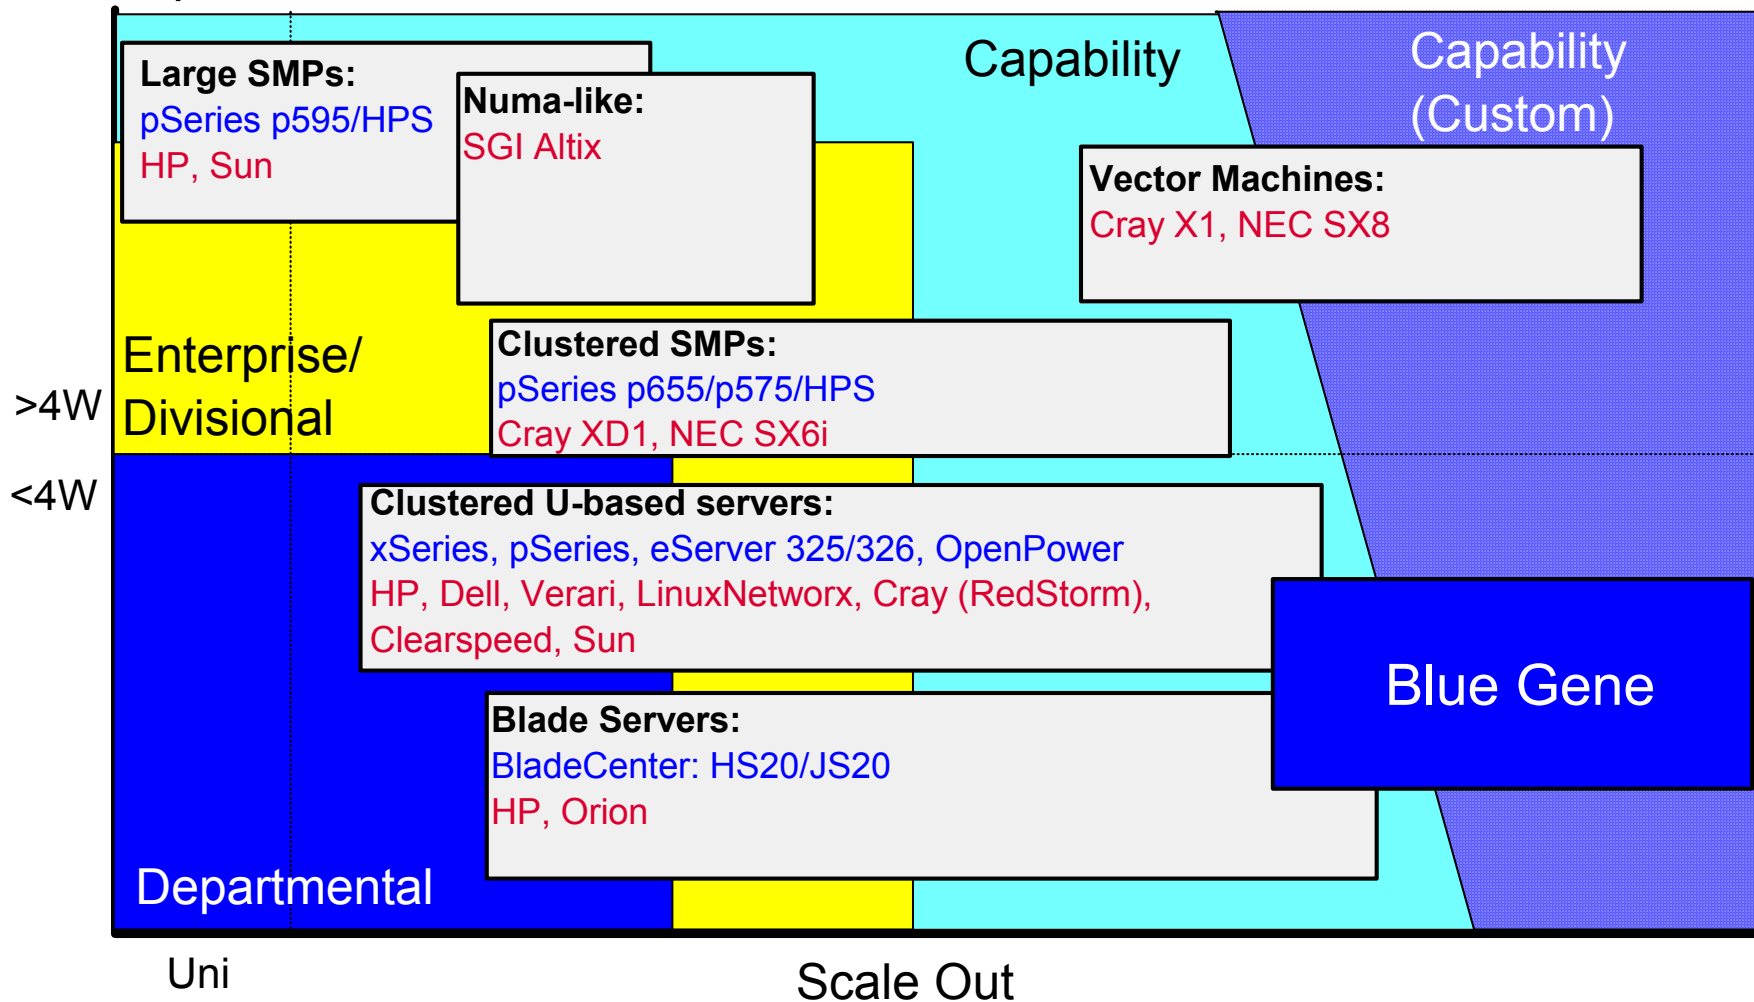 Capability
Capability
(Custom)
Large SMPs:
pSeries p595/HPS
HP, Sun
Numa-like:
SGI Altix
Vector Machines:
Cray X1, NEC SX8
Enterprise/
Divisional
Clustered SMPs:
pSeries p655/p575/HPS
Cray XD1, NEC SX6i
>4W
<4W
Clustered U-based servers:
xSeries, pSeries, eServer 325/326, OpenPower
HP, Dell, Verari, LinuxNetworx, Cray (RedStorm),
Clearspeed, Sun
Blue Gene
Blade Servers:
BladeCenter: HS20/JS20
HP, Orion
Departmental
Uni
Scale Out